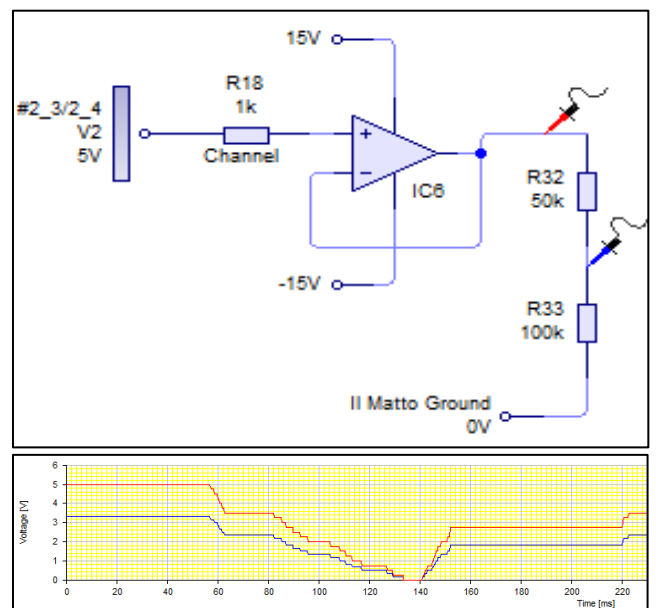 15V
R18
1k
#2_3/2_4
V2
5V
Channel
+
−
IC6
R32
50k
-15V
R33
100k
II Matto Ground
0V
Voltage [V]
6
5
4
3
2
1
0
0 20 40 60 80 100 120 140 160 180 200 220
Time [ms]